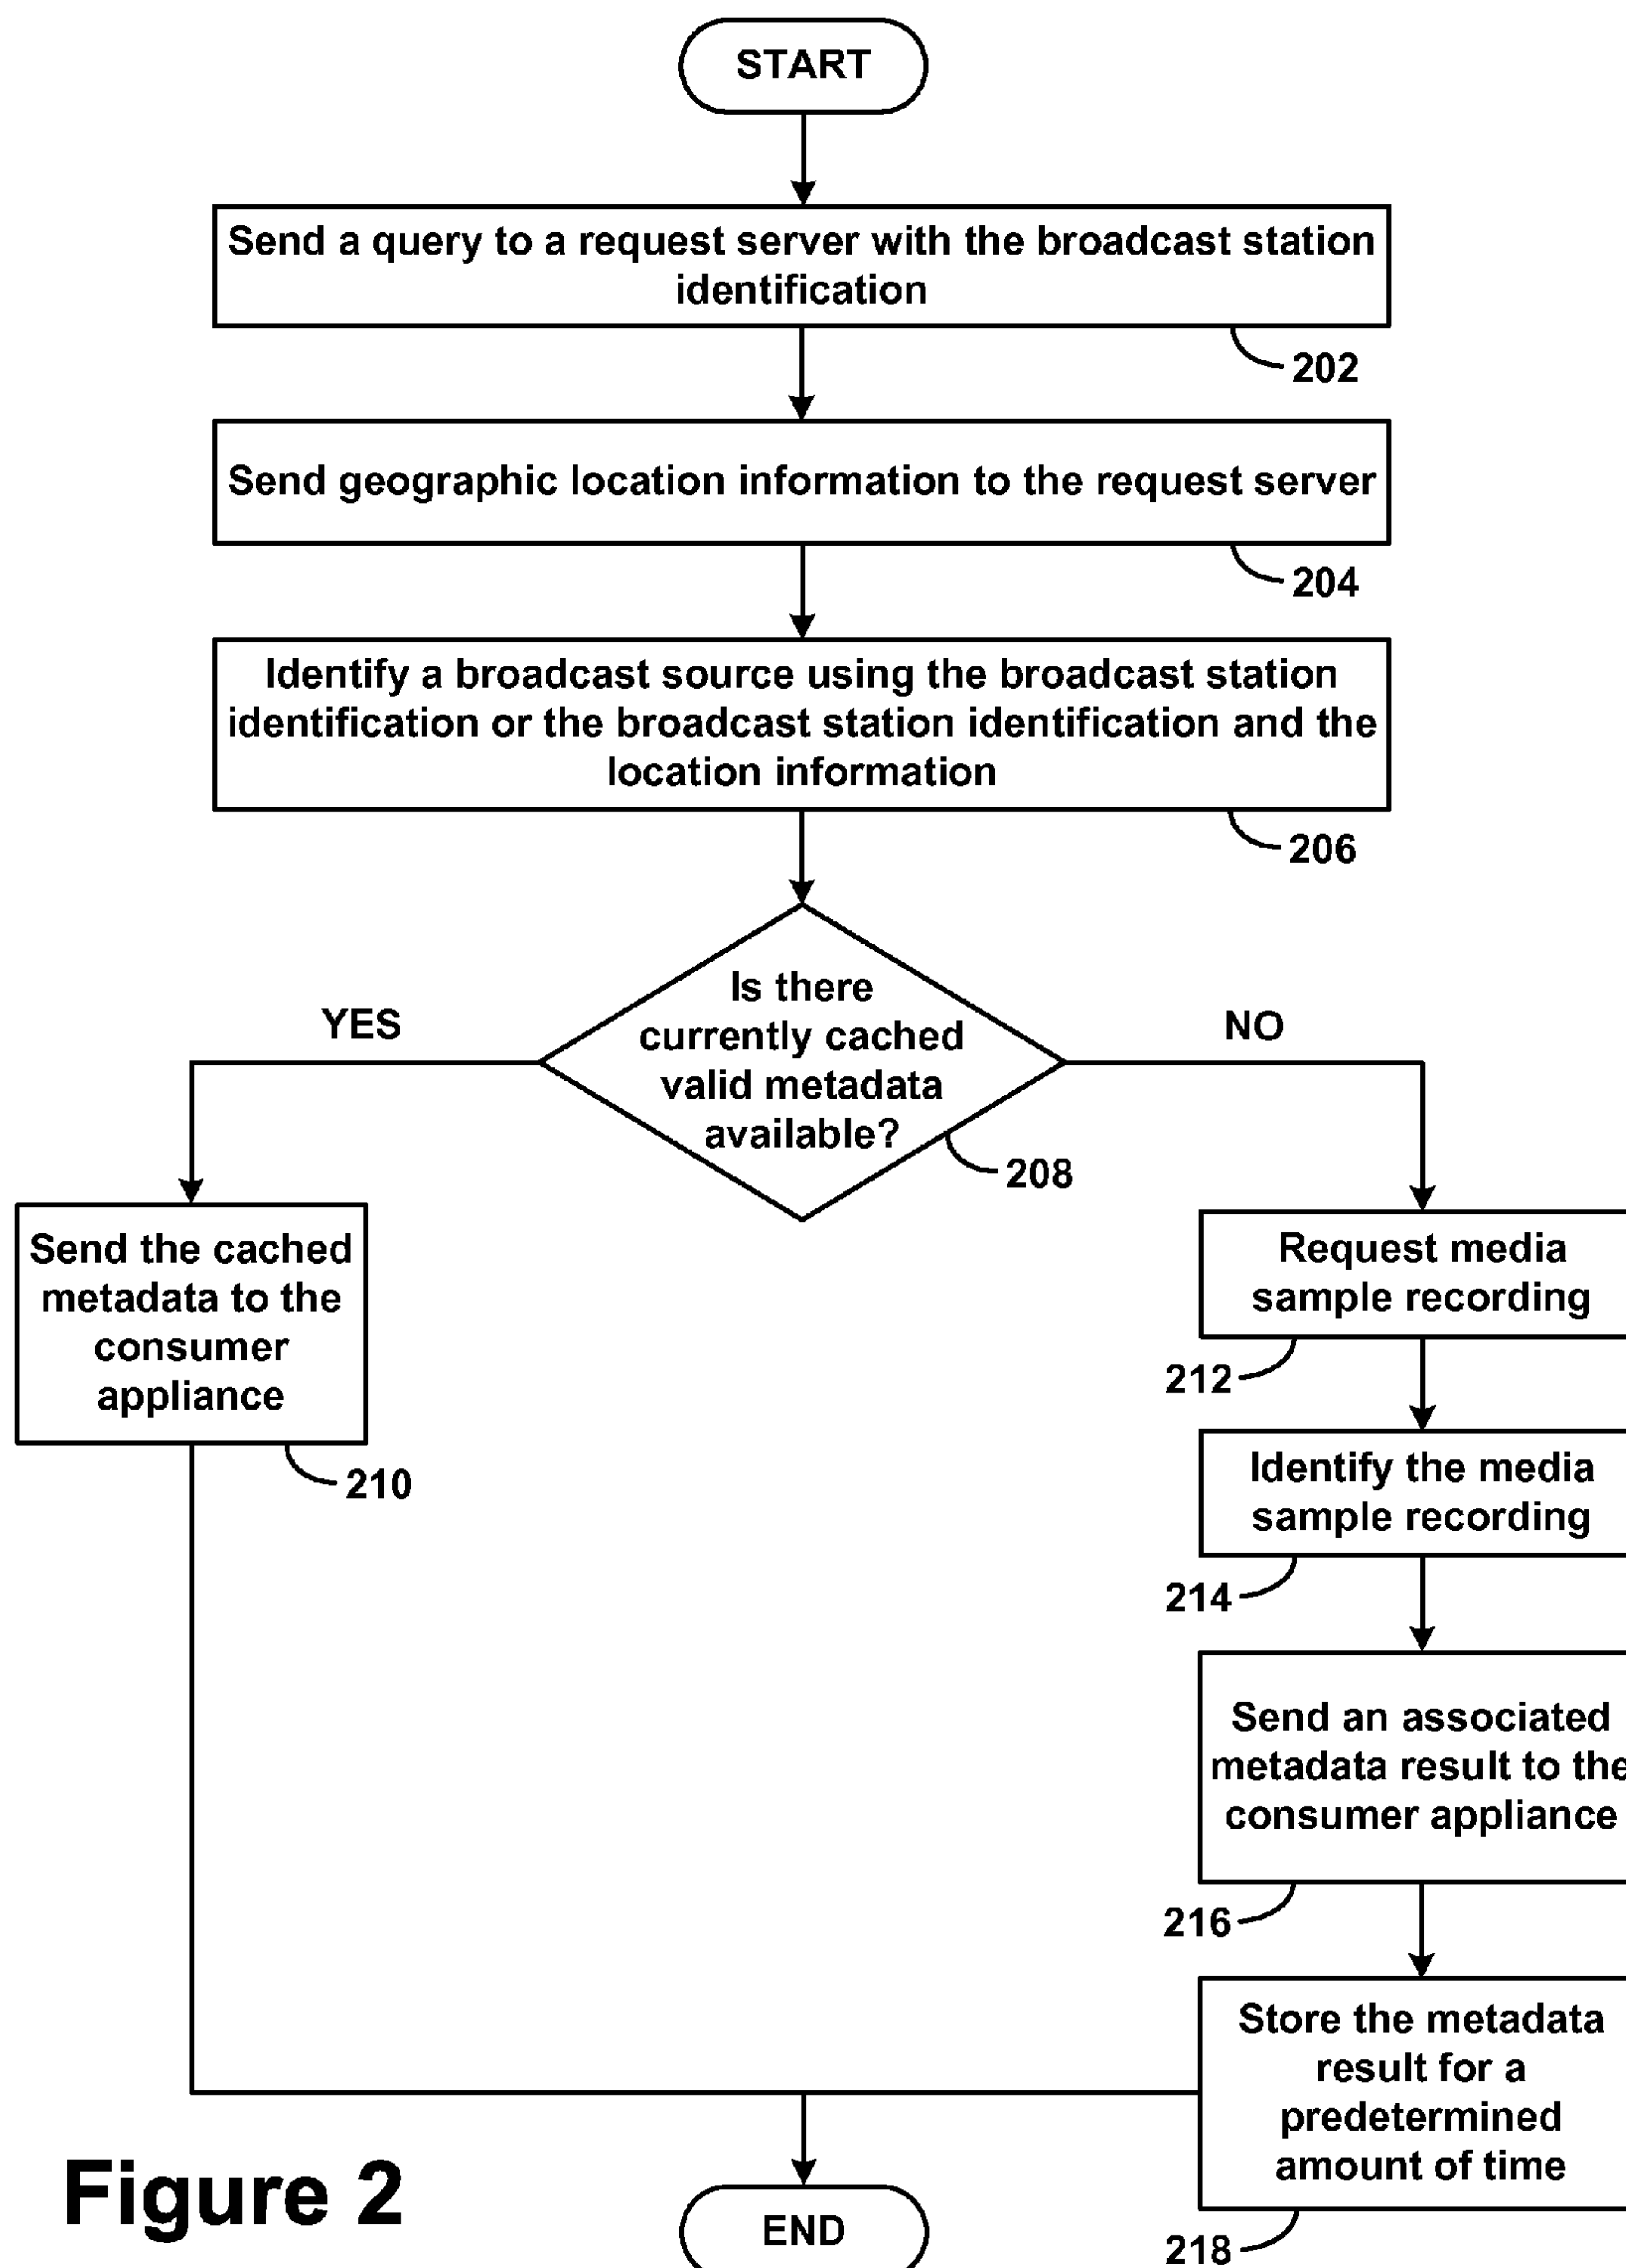 START
Send a query to a request server with the broadcast station
identification
202
Send geographic location information to the request server
204
Identify a broadcast source using the broadcast station
identification or the broadcast station identification and the
location information
206
Is there
currently cached
valid metadata
available?
208
YES
NO
Send the cached
metadata to the
consumer
appliance
210
Request media
sample recording
212
Identify the media
sample recording
214
Send an associated
metadata result to the
consumer appliance
216
Store the metadata
result for a
predetermined
amount of time
218
END
Figure 2